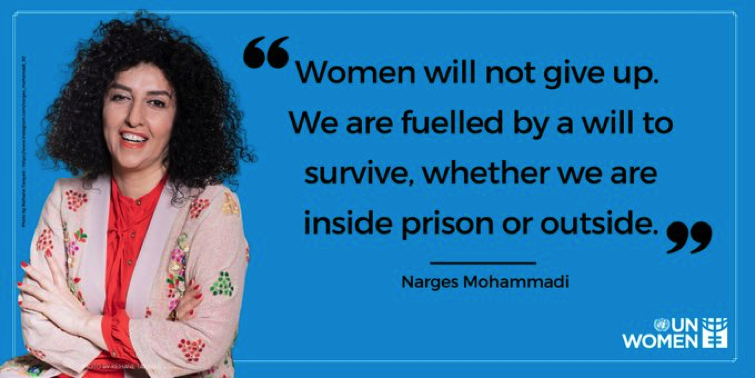 “ Women will not give up.
We are fuelled by a will to
survive, whether we are
inside prison or outside. ”
Narges Mohammadi
UN
WOMEN